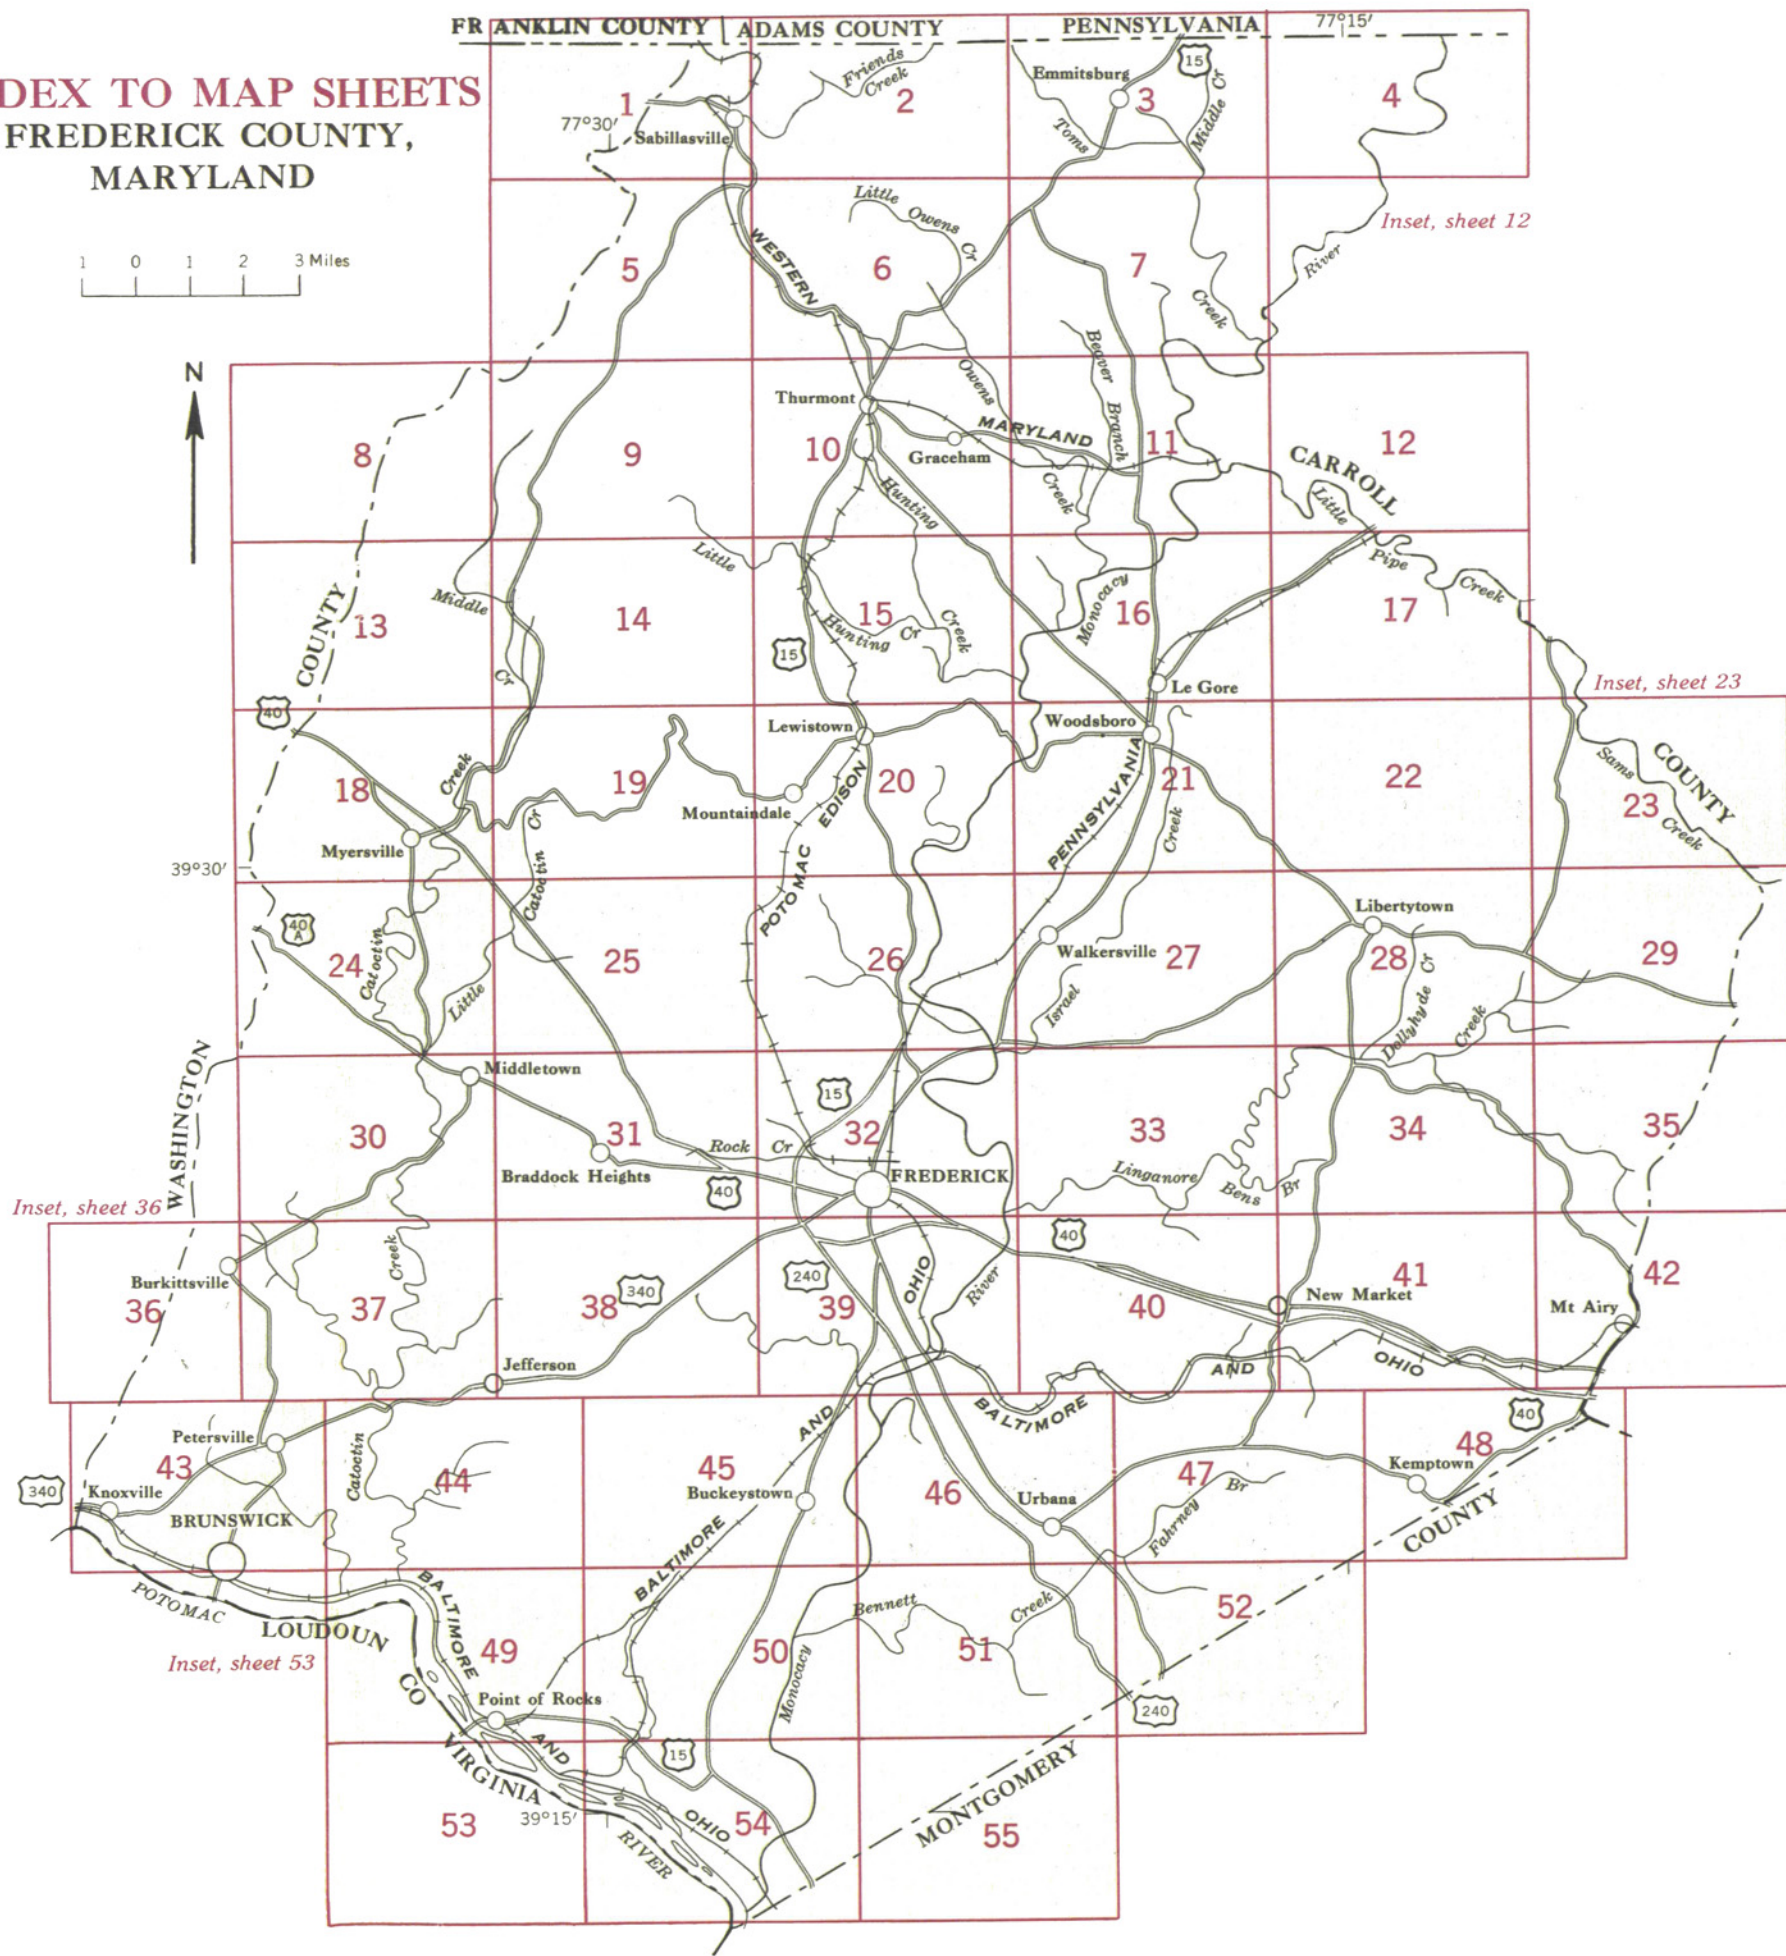 FRANKLIN COUNTY
ADAMS COUNTY
PENNSYLVANIA
77°15′
DEX TO MAP SHEETS
FREDERICK COUNTY,
MARYLAND
1 0 1 2 3 Miles
N
77°30′
1
Sabillasville
Friends
Creek
2
Emmitsburg
15
3
Toms
Middle Cr
4
Inset, sheet 12
5
WESTERN
Little Owens Cr
6
7
Creek
River
8
9
Thurmont
10
Graceham
MARYLAND
Owens
Creek
Beaver
Branch
11
12
CARROLL
Hunting
Little
Little
Pipe
Creek
COUNTY
13
Middle
Cr
14
15
15
Hunting Cr
Creek
Monocacy
16
17
Le Gore
Inset, sheet 23
40
18
Creek
Myersville
19
Catoctin Cr
Lewistown
Mountaindale
EDISON
20
POTOMAC
Woodsboro
PENNSYLVANIA
21
Creek
22
Sams
COUNTY
23
Creek
39°30′
40
A
24
Catoctin
Little
25
26
Walkersville
27
Israel
Libertytown
28
Dollyhyde Cr
Creek
29
WASHINGTON
Middletown
30
31
Braddock Heights
Rock Cr
15
32
FREDERICK
40
33
Linganore
Bens Br
34
35
Inset, sheet 36
Burkittsville
36
Creek
37
38
340
240
39
OHIO
River
40
40
New Market
41
Mt Airy
42
Jefferson
AND
OHIO
Petersville
43
340
Knoxville
BRUNSWICK
Catoctin
44
45
Buckeystown
AND
BALTIMORE
BALTIMORE
46
Urbana
47
Br
Fahrney
40
48
Kemptown
COUNTY
POTOMAC
LOUDOUN
CO
Inset, sheet 53
BALTIMORE
49
Point of Rocks
50
Monocacy
Bennett
Creek
51
52
240
AND
VIRGINIA
15
MONTGOMERY
53
39°15′
RIVER
OHIO
54
55